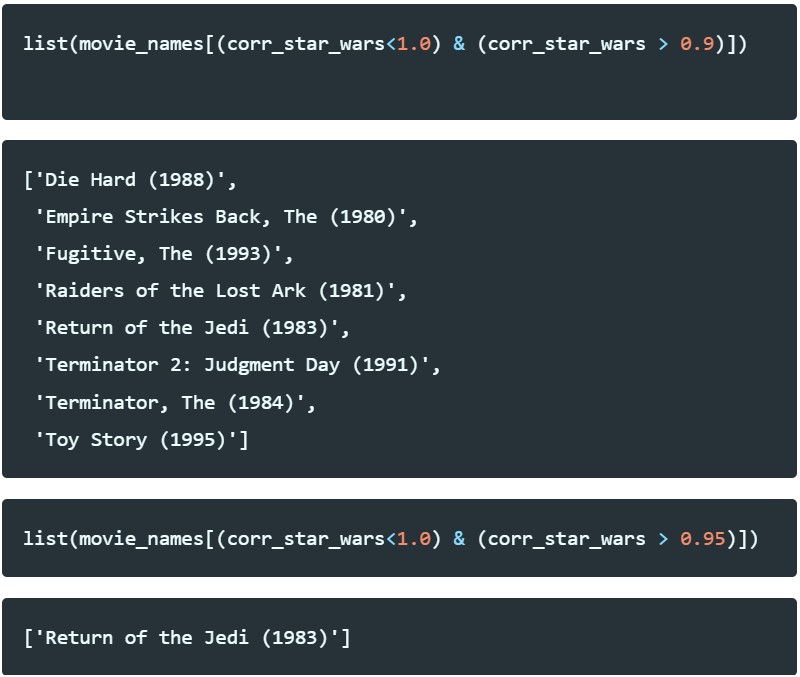 list(movie_names[(corr_star_wars<1.0) & (corr_star_wars > 0.9)])
['Die Hard (1988)',
'Empire Strikes Back, The (1980)',
'Fugitive, The (1993)',
'Raiders of the Lost Ark (1981)',
'Return of the Jedi (1983)',
'Terminator 2: Judgment Day (1991)',
'Terminator, The (1984)',
'Toy Story (1995)']
list(movie_names[(corr_star_wars<1.0) & (corr_star_wars > 0.95)])
['Return of the Jedi (1983)']